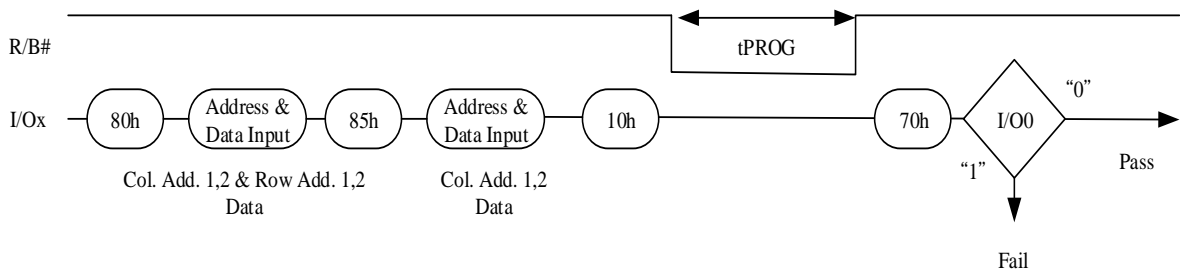 R/B#
tPROG
I/Ox
80h
Address &
Data Input
85h
Address &
Data Input
10h
70h
I/O0
“0”
“1”
Pass
Col. Add. 1,2 & Row Add. 1,2
Data
Col. Add. 1,2
Data
Fail